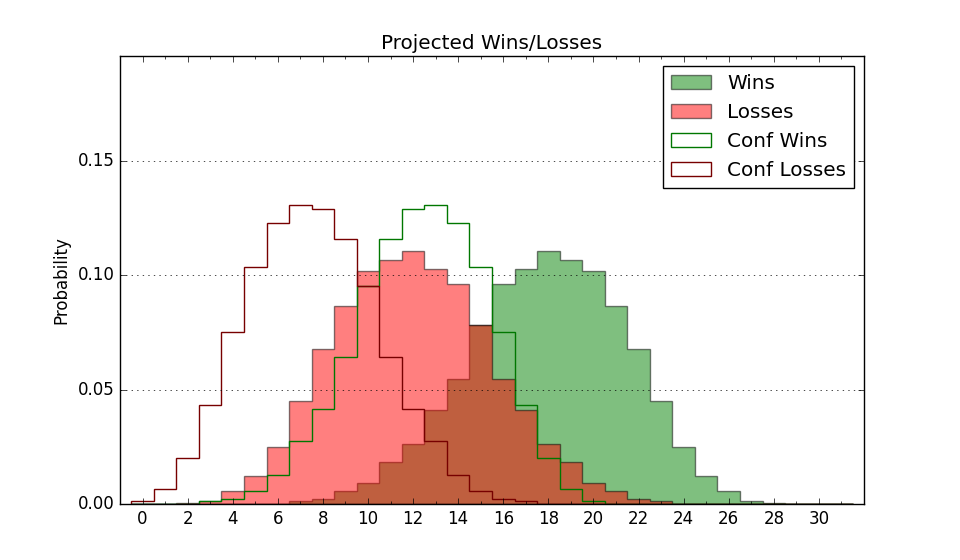 Projected Wins/Losses
Wins
Losses
Conf Wins
Conf Losses
Probability
0.15
0.10
0.05
0.00
0 2 4 6 8 10 12 14 16 18 20 22 24 26 28 30